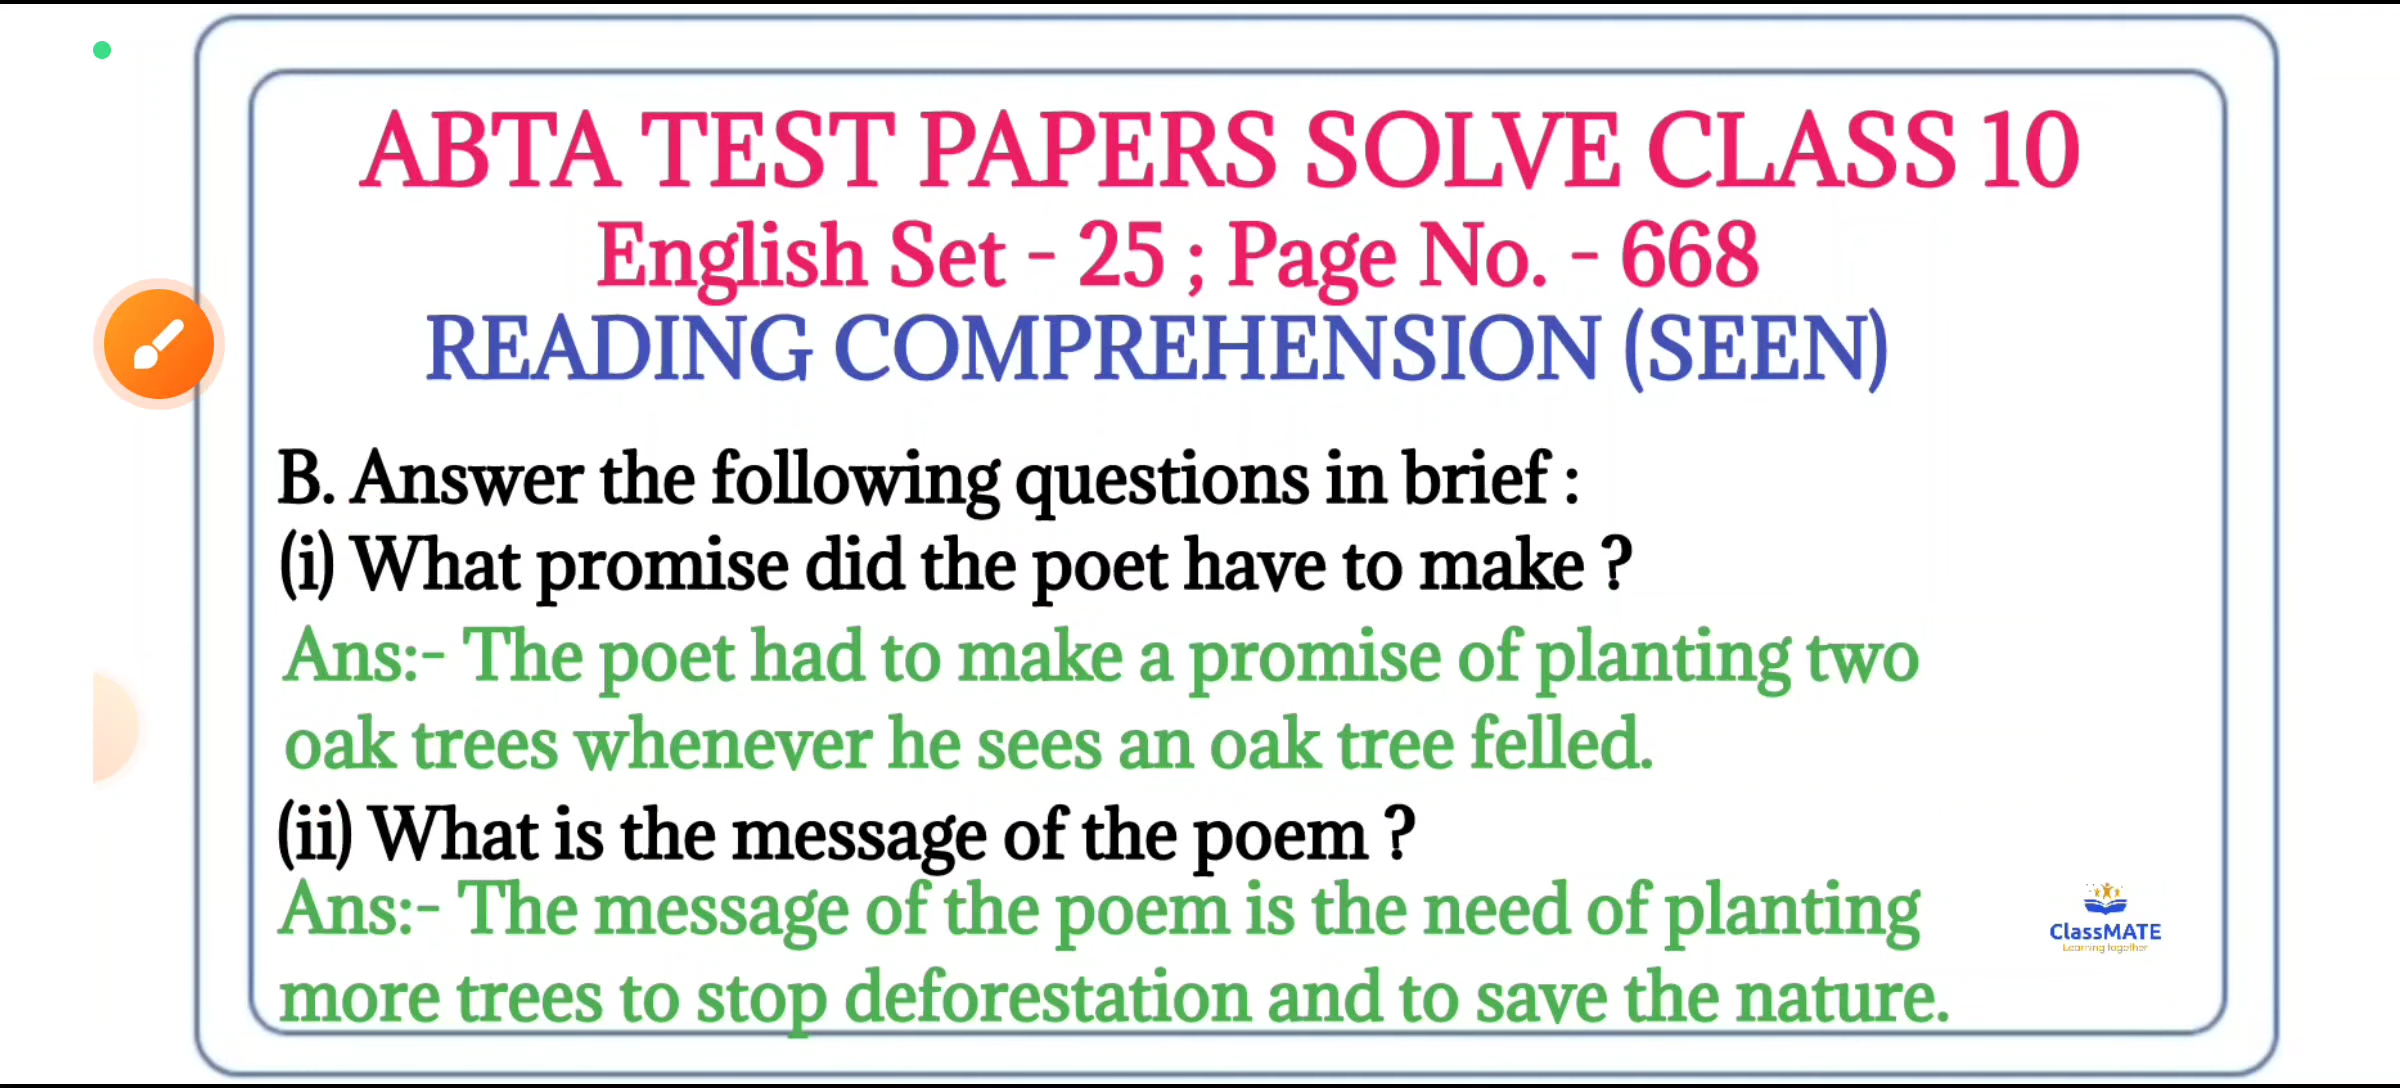 ABTA TEST PAPERS SOLVE CLASS 10
English Set - 25 ; Page No. - 668
READING COMPREHENSION (SEEN)
B. Answer the following questions in brief :
(i) What promise did the poet have to make ?
Ans:- The poet had to make a promise of planting two
oak trees whenever he sees an oak tree felled.
(ii) What is the message of the poem ?
Ans:- The message of the poem is the need of planting
more trees to stop deforestation and to save the nature.
ClassMATE
Learning together